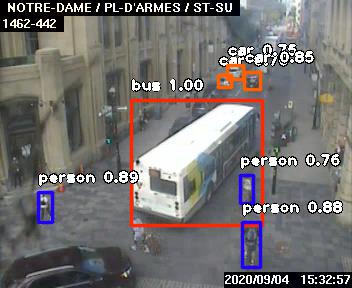 NOTRE-DAME / PL-D'ARMES / ST-SU
1462-442
car 0.75
car 0.85
bus 1.00
person 0.76
person 0.89
person 0.88
2020/09/04 15:32:57